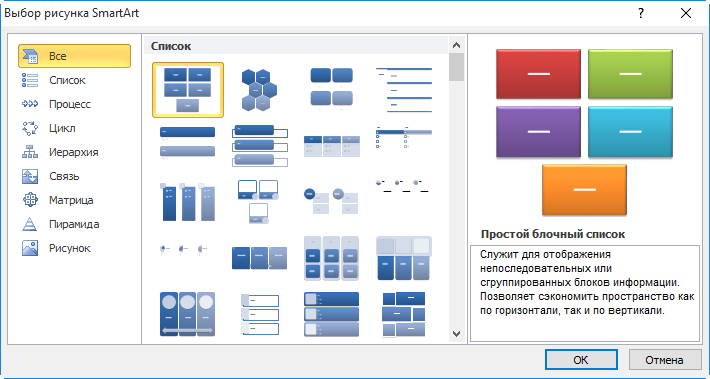 Выбор рисунка SmartArt
Все
Список
Процесс
Цикл
Иерархия
Связь
Матрица
Пирамида
Рисунок
Список
Простой блочный список
Служит для отображения
непоследовательных или
сгруппированных блоков информации.
Позволяет сэкономить пространство как
по горизонтали, так и по вертикали.
ОК
Отмена